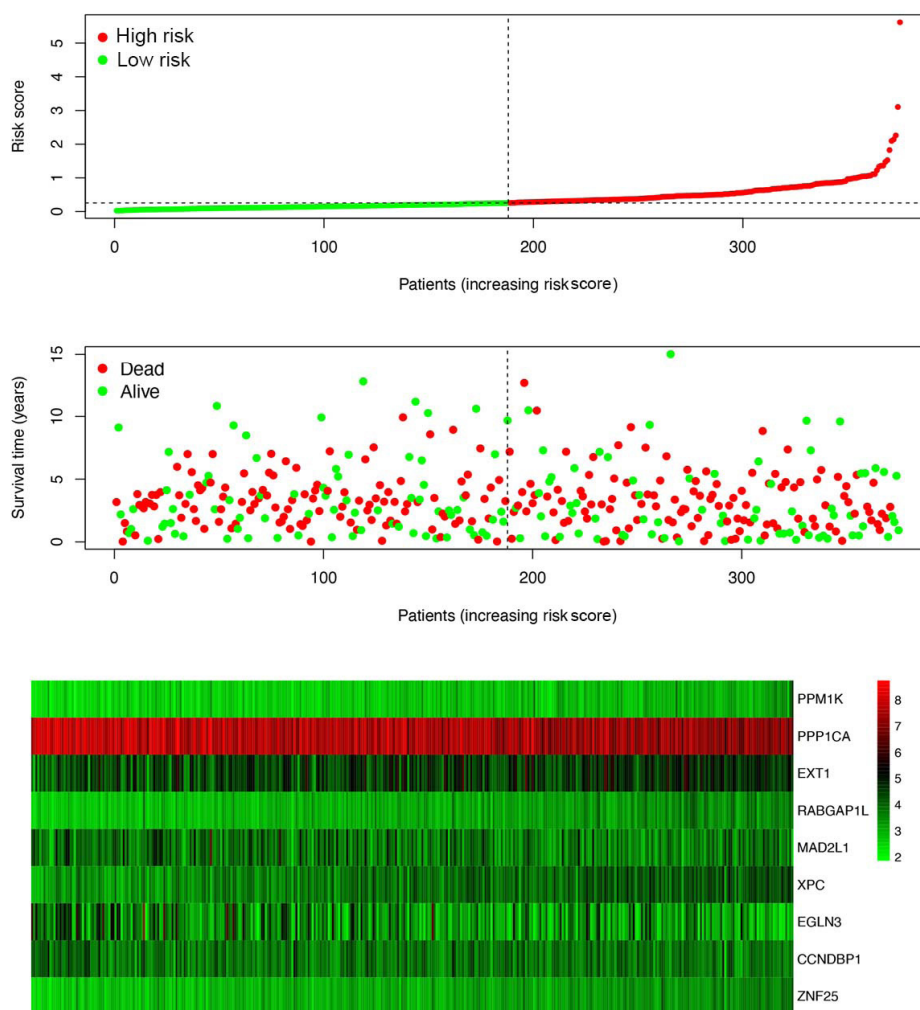 High risk
Low risk
Risk score
5
4
3
2
1
0
0 100 200 300
Patients (increasing risk score)
Dead
Alive
Survival time (years)
15
10
5
0
0 100 200 300
Patients (increasing risk score)
PPM1K
PPP1CA
EXT1
RABGAP1L
MAD2L1
XPC
EGLN3
CCNDBP1
ZNF25
8
7
6
5
4
3
2